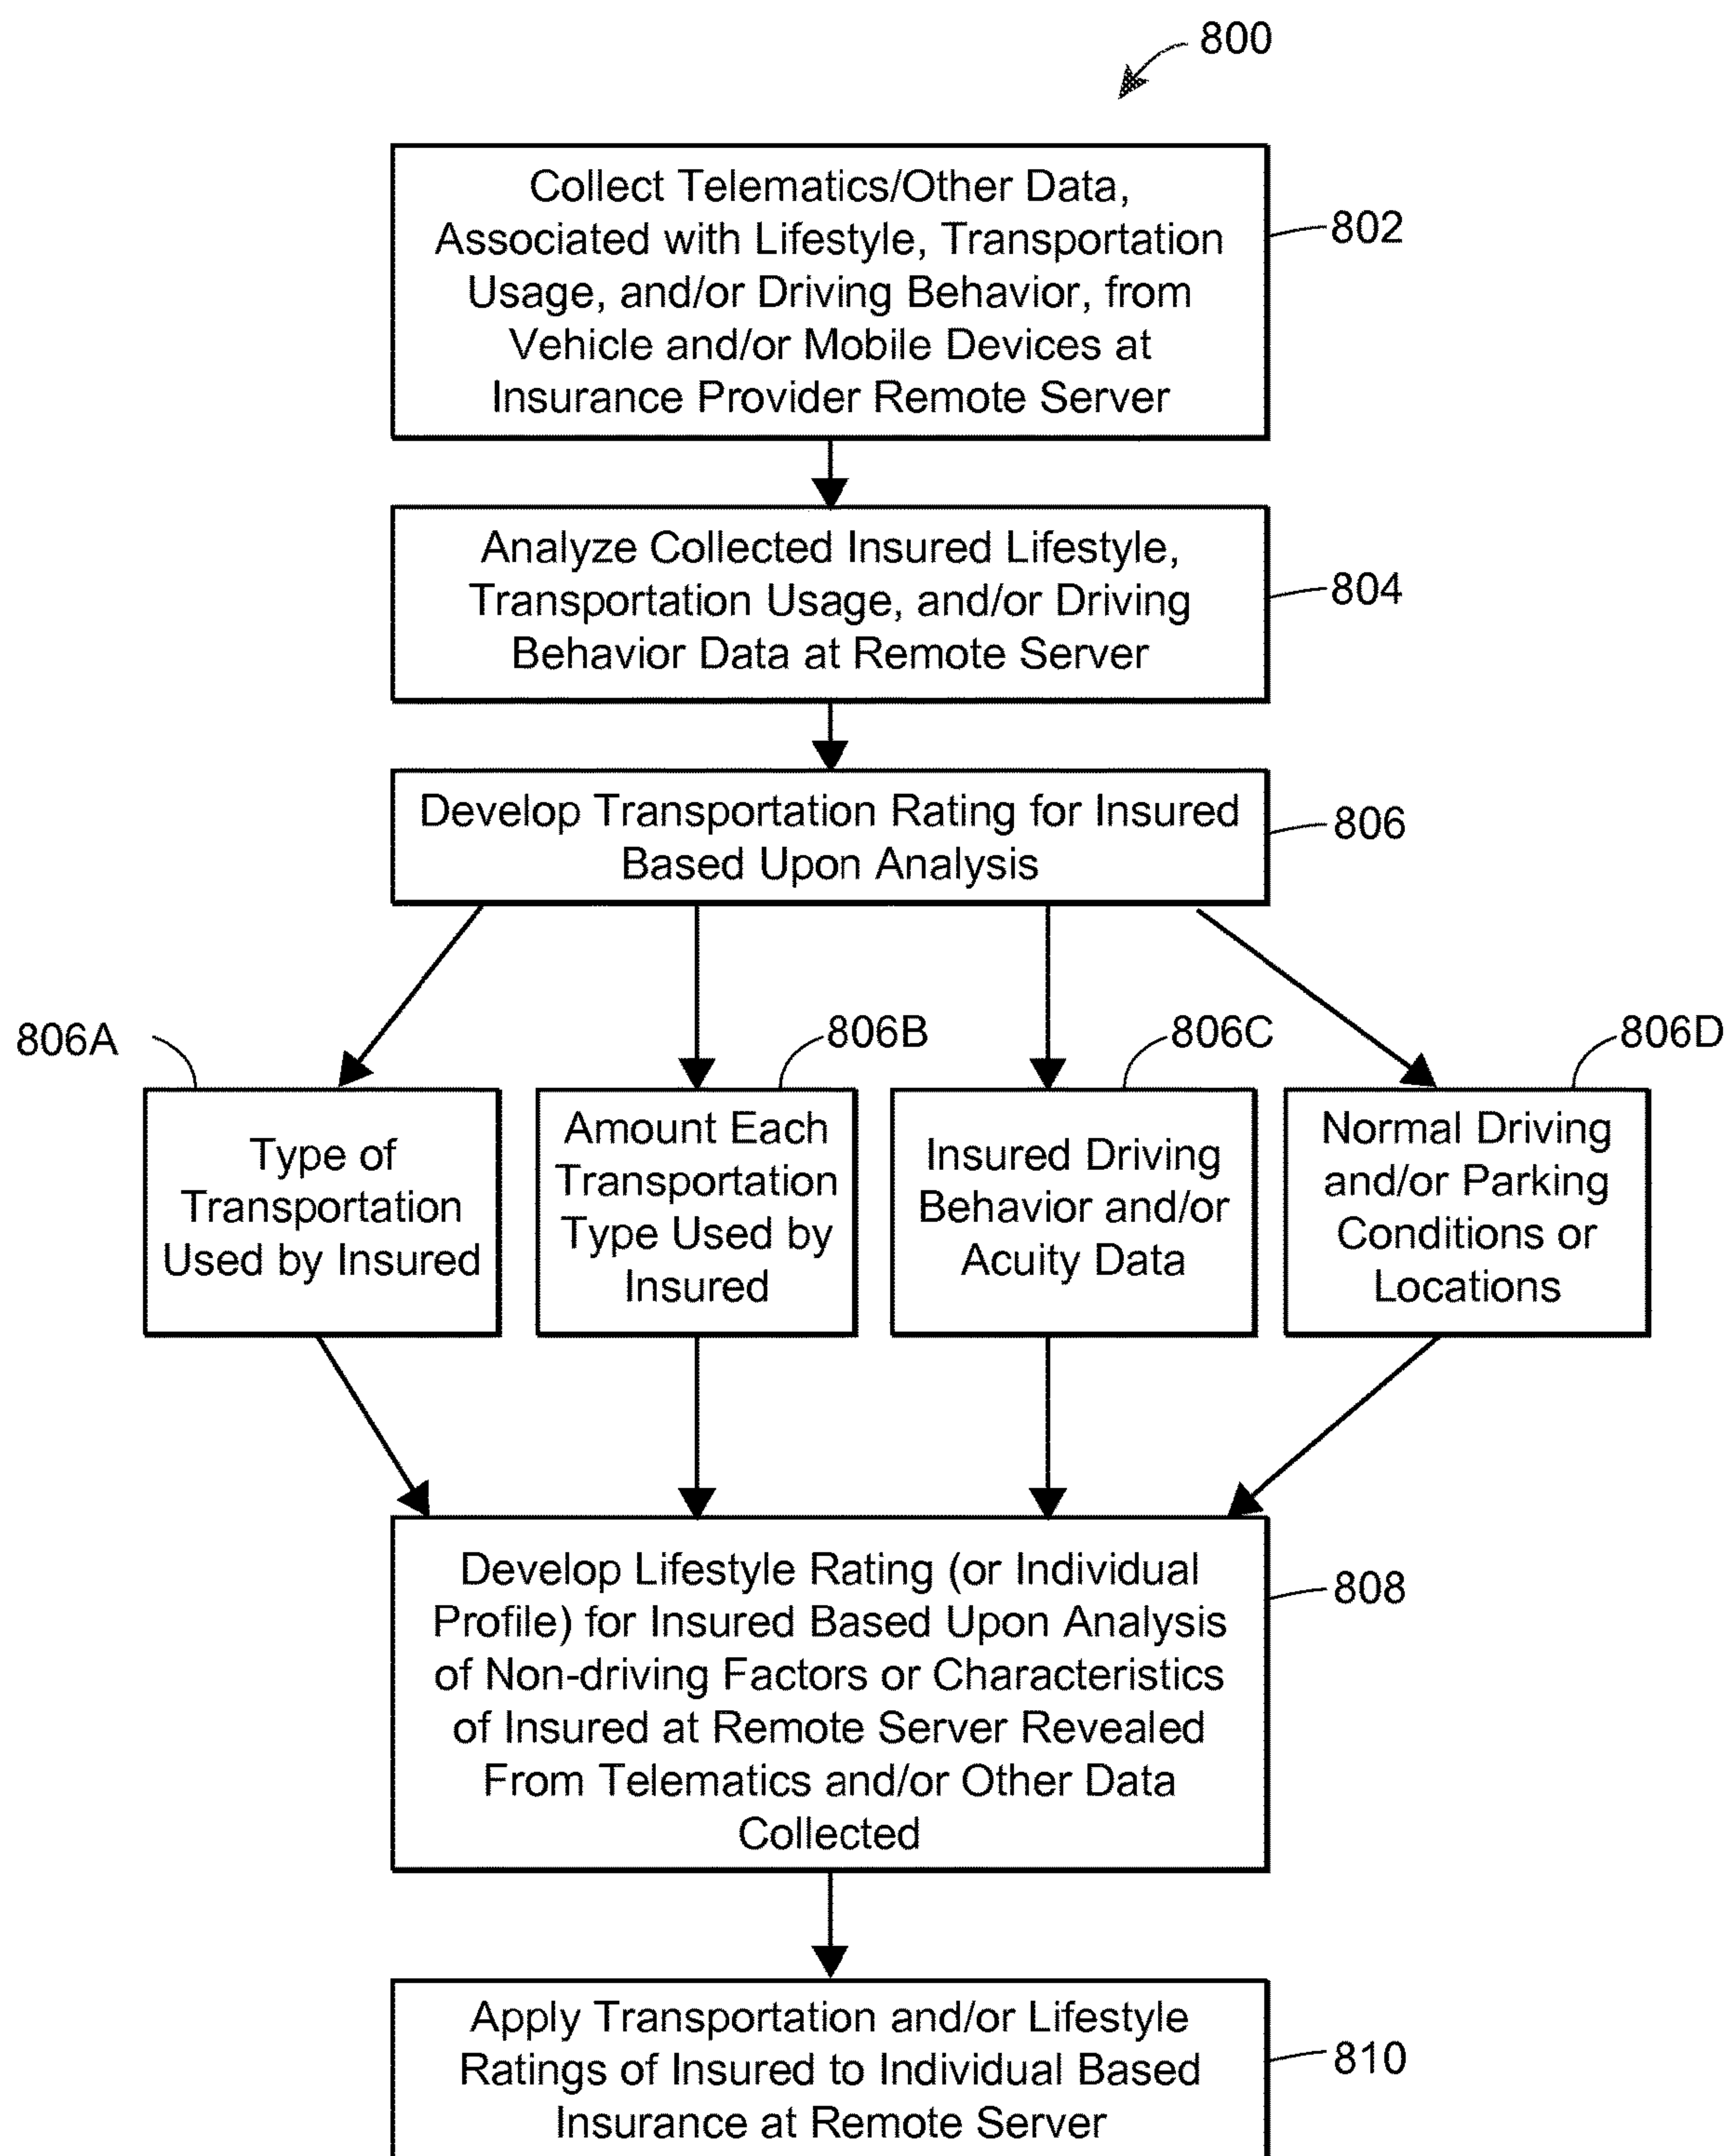 800
Collect Telematics/Other Data,
Associated with Lifestyle, Transportation
Usage, and/or Driving Behavior, from
Vehicle and/or Mobile Devices at
Insurance Provider Remote Server
802
Analyze Collected Insured Lifestyle,
Transportation Usage, and/or Driving
Behavior Data at Remote Server
804
Develop Transportation Rating for Insured
Based Upon Analysis
806
806A
Type of
Transportation
Used by Insured
806B
Amount Each
Transportation
Type Used by
Insured
806C
Insured Driving
Behavior and/or
Acuity Data
806D
Normal Driving
and/or Parking
Conditions or
Locations
Develop Lifestyle Rating (or Individual
Profile) for Insured Based Upon Analysis
of Non-driving Factors or Characteristics
of Insured at Remote Server Revealed
From Telematics and/or Other Data
Collected
808
Apply Transportation and/or Lifestyle
Ratings of Insured to Individual Based
Insurance at Remote Server
810